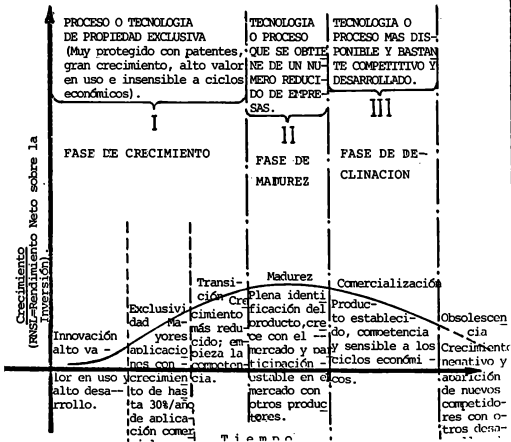 PROCESO O TECNOLOGIA
DE PROPIEDAD EXCLUSIVA
(Muy protegido con patentes,
gran crecimiento, alto valor
en uso e insensible a ciclos
económicos).
I
FASE DE CRECIMIENTO
TECNOLOGIA
O PROCESO
QUE SE OBTIE
NE DE UN NU
MERO REDUCI-
DO DE EMPRE
SAS.
II
FASE DE
MADUREZ
TECNOLOGIA O
PROCESO MAS DIS-
PONIBLE Y BASTAN
TE COMPETITIVO Y
DESARROLLADO.
III
FASE DE DE-
CLINACION
Crecimiento
(RNSL=Rendimiento Neto sobre la
Inversión).
Innovación
alto va -
lor en uso y
alto desa--
rrollo.
Exclusivi
dad Ma-
yores
aplicacio
nes con -
crecimien
to de has
ta 30%/año
de aplica-
ción comer
Transi-
ción Cre
cimiento
más redu-
cido; em-
pieza la
competen-
cia.
Madurez
Plena identi
ficación del
producto,cre
ce con el --
mercado y pa
ticipación -
estable en e
mercado con
otros produc
tores.
Comercialización
Produc-
to estableci-
do, competencia
y sensible a los
ciclos económi -
cos.
Obsolescen
cia
Crecimiento
negativo y
aparición
de nuevos
competido-
res con o-
tros desa-
Tiempo